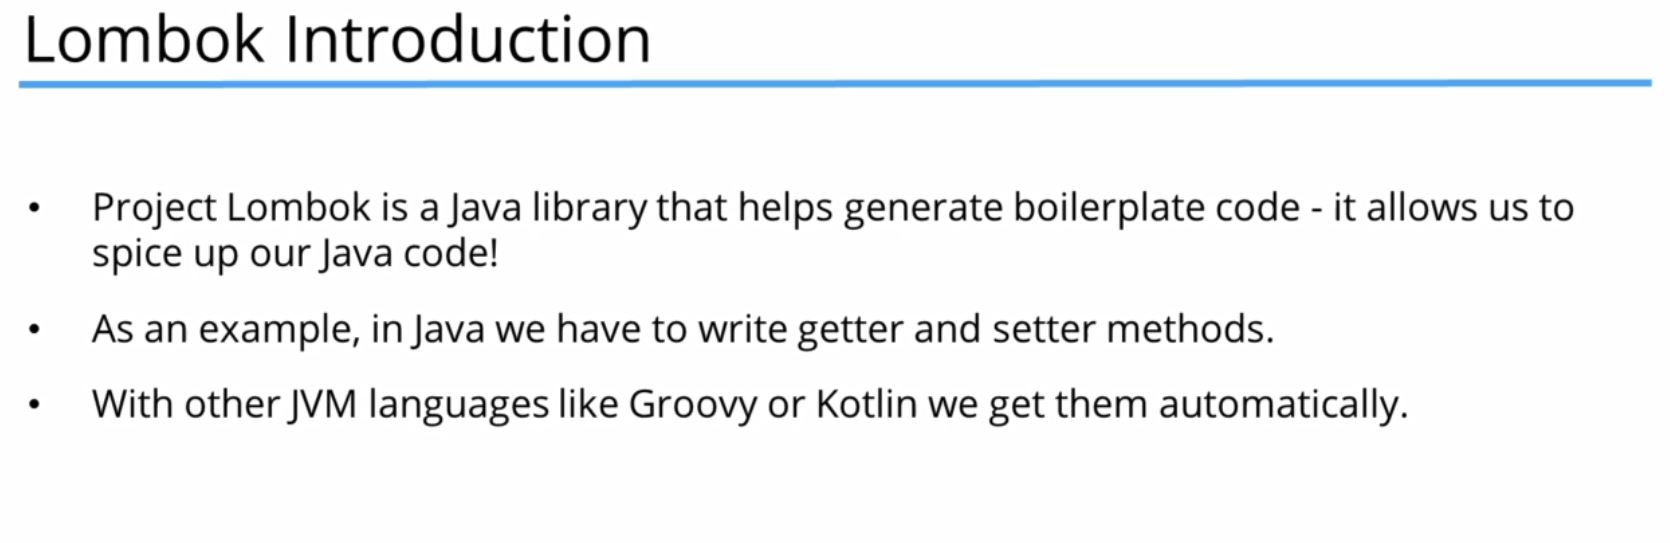 Lombok Introduction
• Project Lombok is a Java library that helps generate boilerplate code - it allows us to
spice up our Java code!
• As an example, in Java we have to write getter and setter methods.
• With other JVM languages like Groovy or Kotlin we get them automatically.